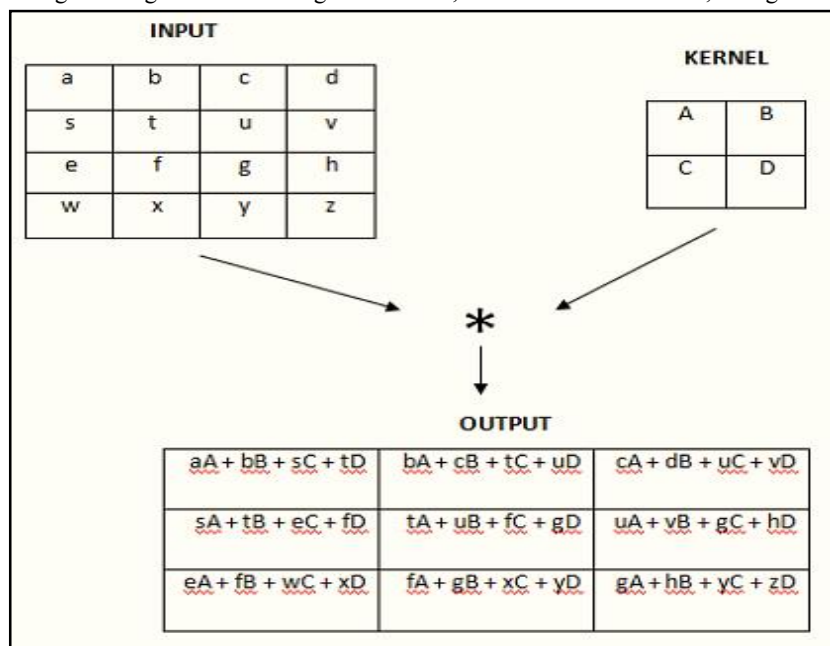 INPUT
a b c d
s t u v
e f g h
w x y z
KERNEL
A B
C D
*
OUTPUT
aA + bB + sC + tD bA + cB + tC + uD cA + dB + uC + vD
sA + tB + eC + fD tA + uB + fC + gD uA + vB + gC + hD
eA + fB + wC + xD fA + gB + xC + yD gA + hB + yC + zD